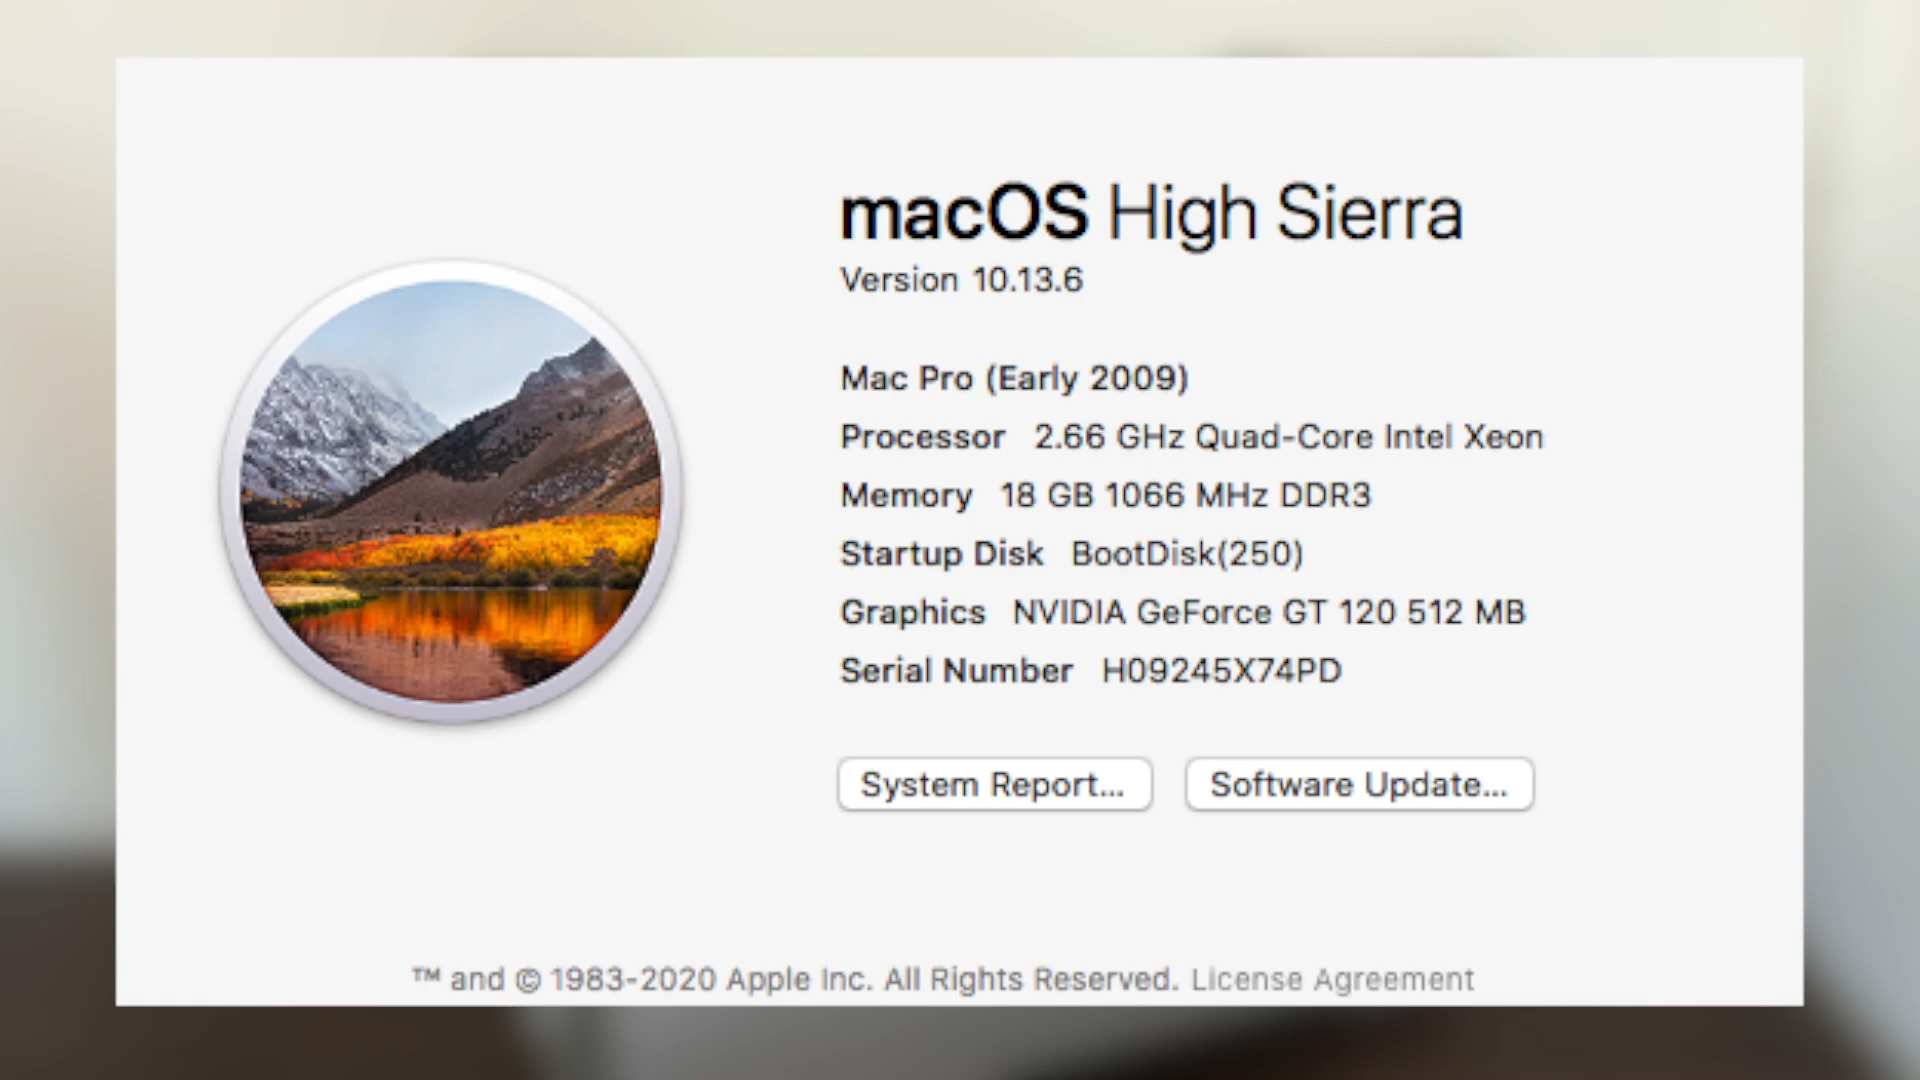 macOS High Sierra
Version 10.13.6
Mac Pro (Early 2009)
Processor 2.66 GHz Quad-Core Intel Xeon
Memory 18 GB 1066 MHz DDR3
Startup Disk BootDisk(250)
Graphics NVIDIA GeForce GT 120 512 MB
Serial Number H09245X74PD
System Report... Software Update...
™ and © 1983-2020 Apple Inc. All Rights Reserved. License Agreement